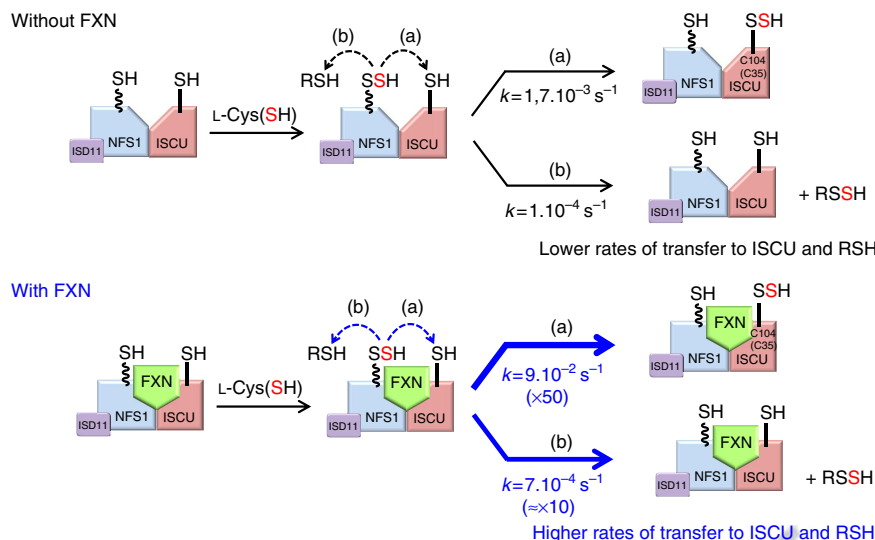 Without FXN
SH SH
NFS1 ISCU
ISD11
L-Cys(SH)
(b) (a)
RSH SSH SH
NFS1 ISCU
ISD11
(a)
k=1,7.10⁻³ s⁻¹
(b)
k=1.10⁻⁴ s⁻¹
SH SSH
C104
(C35)
NFS1 ISCU
ISD11
SH SH
NFS1 ISCU
ISD11
+ RSSH
Lower rates of transfer to ISCU and RSH
With FXN
SH SH
FXN
NFS1 ISCU
ISD11
L-Cys(SH)
(b) (a)
RSH SSH SH
FXN
NFS1 ISCU
ISD11
(a)
k=9.10⁻² s⁻¹
(×50)
(b)
k=7.10⁻⁴ s⁻¹
(≈×10)
SH SSH
FXN
C104
(C35)
NFS1 ISCU
ISD11
SH SH
FXN
NFS1 ISCU
ISD11
+ RSSH
Higher rates of transfer to ISCU and RSH